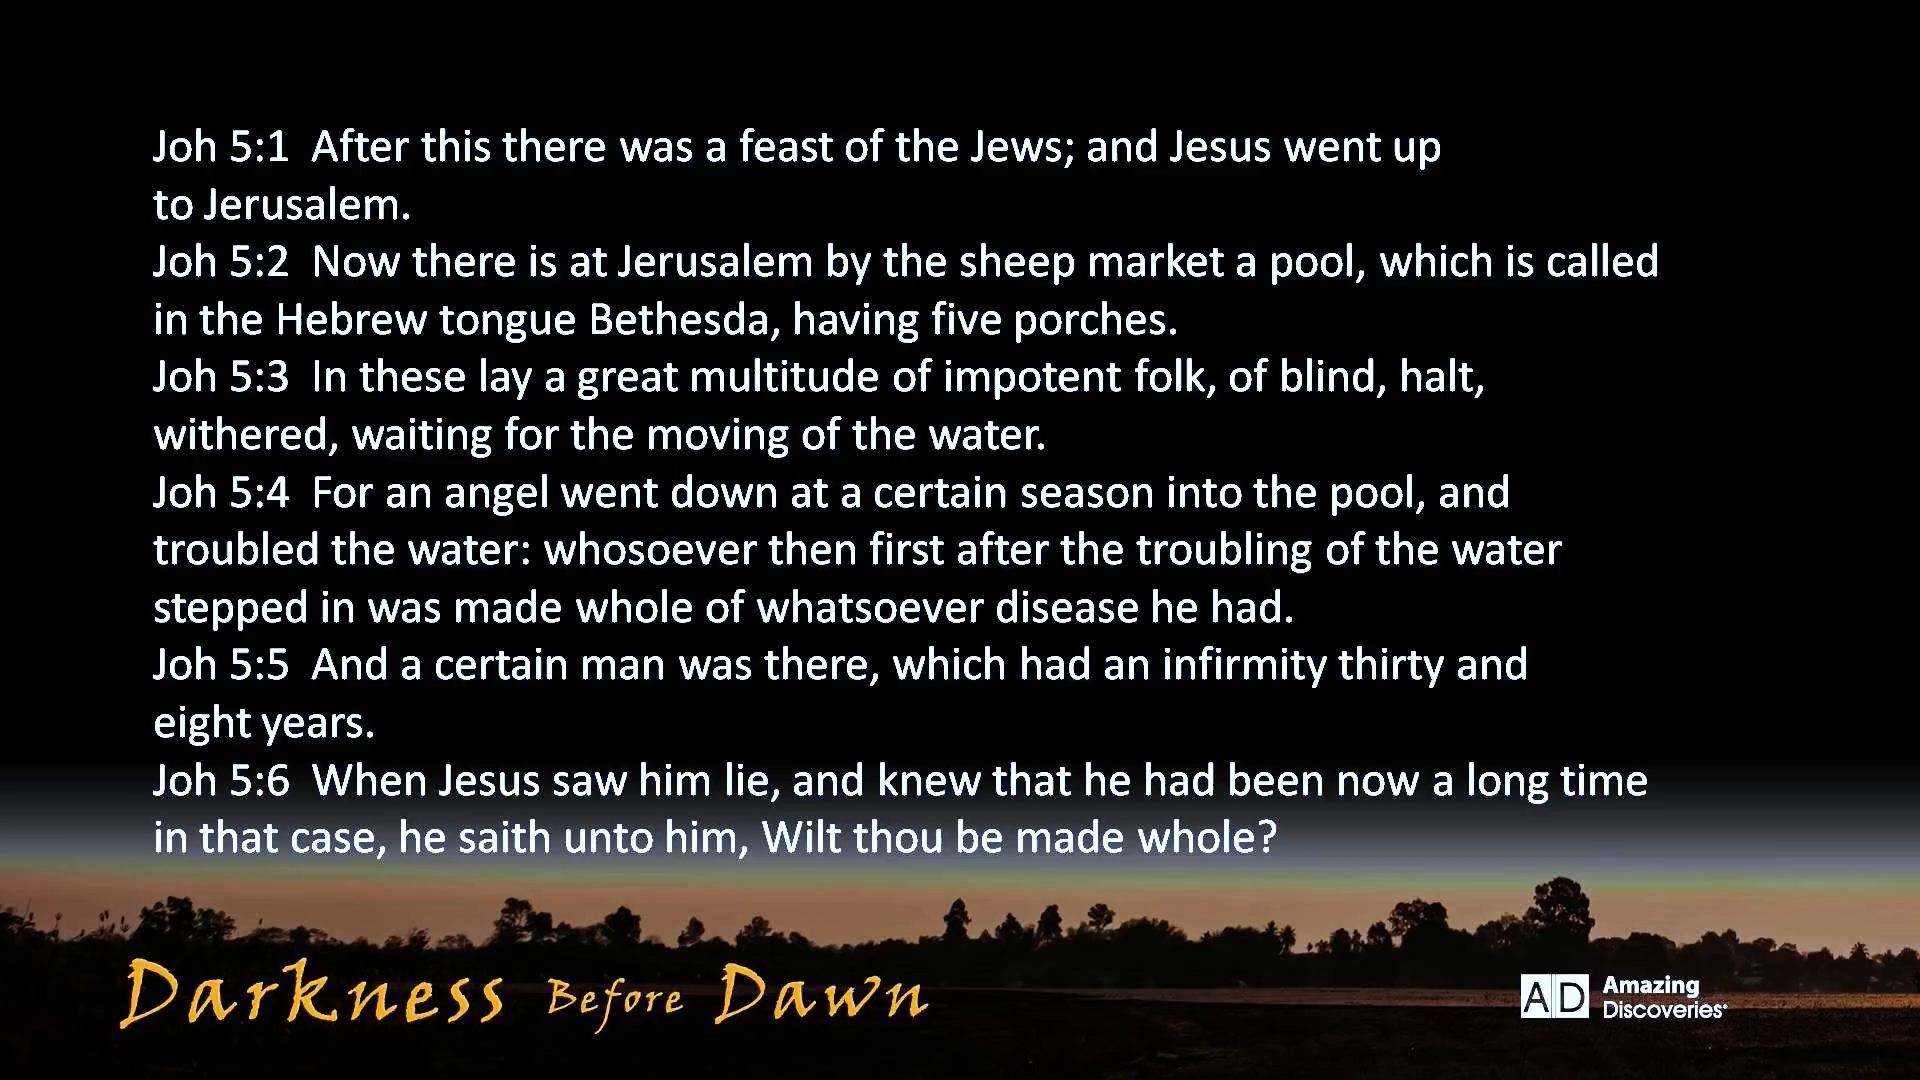 Joh 5:1  After this there was a feast of the Jews; and Jesus went up
to Jerusalem.
Joh 5:2  Now there is at Jerusalem by the sheep market a pool, which is called
in the Hebrew tongue Bethesda, having five porches.
Joh 5:3  In these lay a great multitude of impotent folk, of blind, halt,
withered, waiting for the moving of the water.
Joh 5:4  For an angel went down at a certain season into the pool, and
troubled the water: whosoever then first after the troubling of the water
stepped in was made whole of whatsoever disease he had.
Joh 5:5  And a certain man was there, which had an infirmity thirty and
eight years.
Joh 5:6  When Jesus saw him lie, and knew that he had been now a long time
in that case, he saith unto him, Wilt thou be made whole?
Darkness Before Dawn
AD Amazing
Discoveries